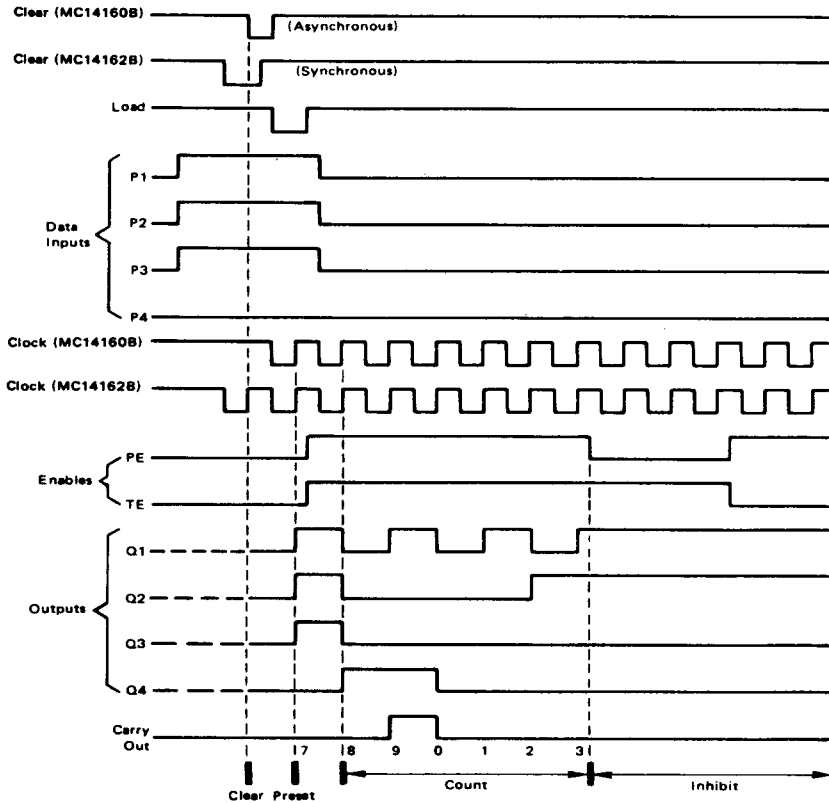 Clear (MC14160B)
(Asynchronous)
Clear (MC14162B)
(Synchronous)
Load
P1
P2
Data
Inputs
P3
P4
Clock (MC14160B)
Clock (MC14162B)
PE
Enables
TE
Q1
Q2
Outputs
Q3
Q4
Carry
Out
7 8 9 0 1 2 3
Clear Preset Count Inhibit